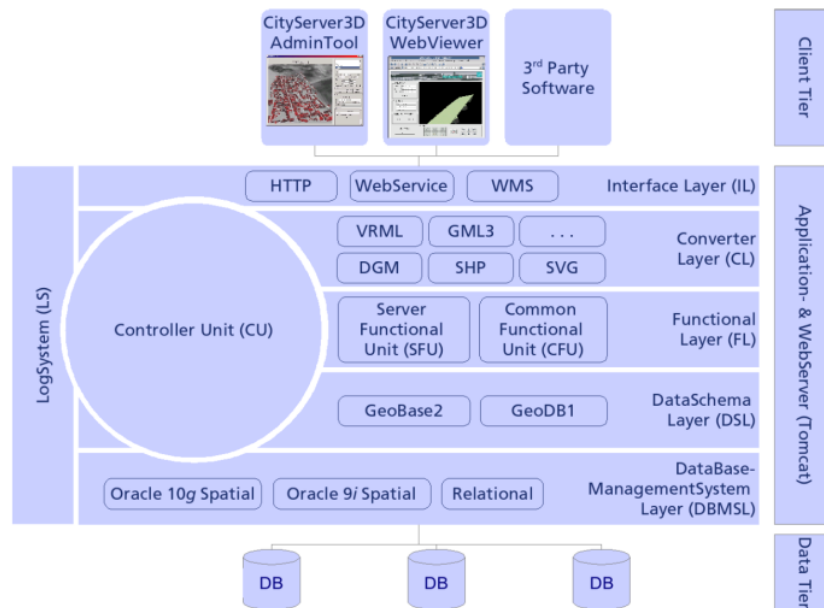 CityServer3D
AdminTool
CityServer3D
WebViewer
3rd Party
Software
Client Tier
LogSystem (LS)
HTTP
WebService
WMS
Interface Layer (IL)
VRML
GML3
. . .
DGM
SHP
SVG
Converter
Layer (CL)
Controller Unit (CU)
Server
Functional
Unit (SFU)
Common
Functional
Unit (CFU)
Functional
Layer (FL)
GeoBase2
GeoDB1
DataSchema
Layer (DSL)
Oracle 10g Spatial
Oracle 9i Spatial
Relational
DataBase-
ManagementSystem
Layer (DBMSL)
Application- & WebServer (Tomcat)
DB
DB
DB
Data Tier